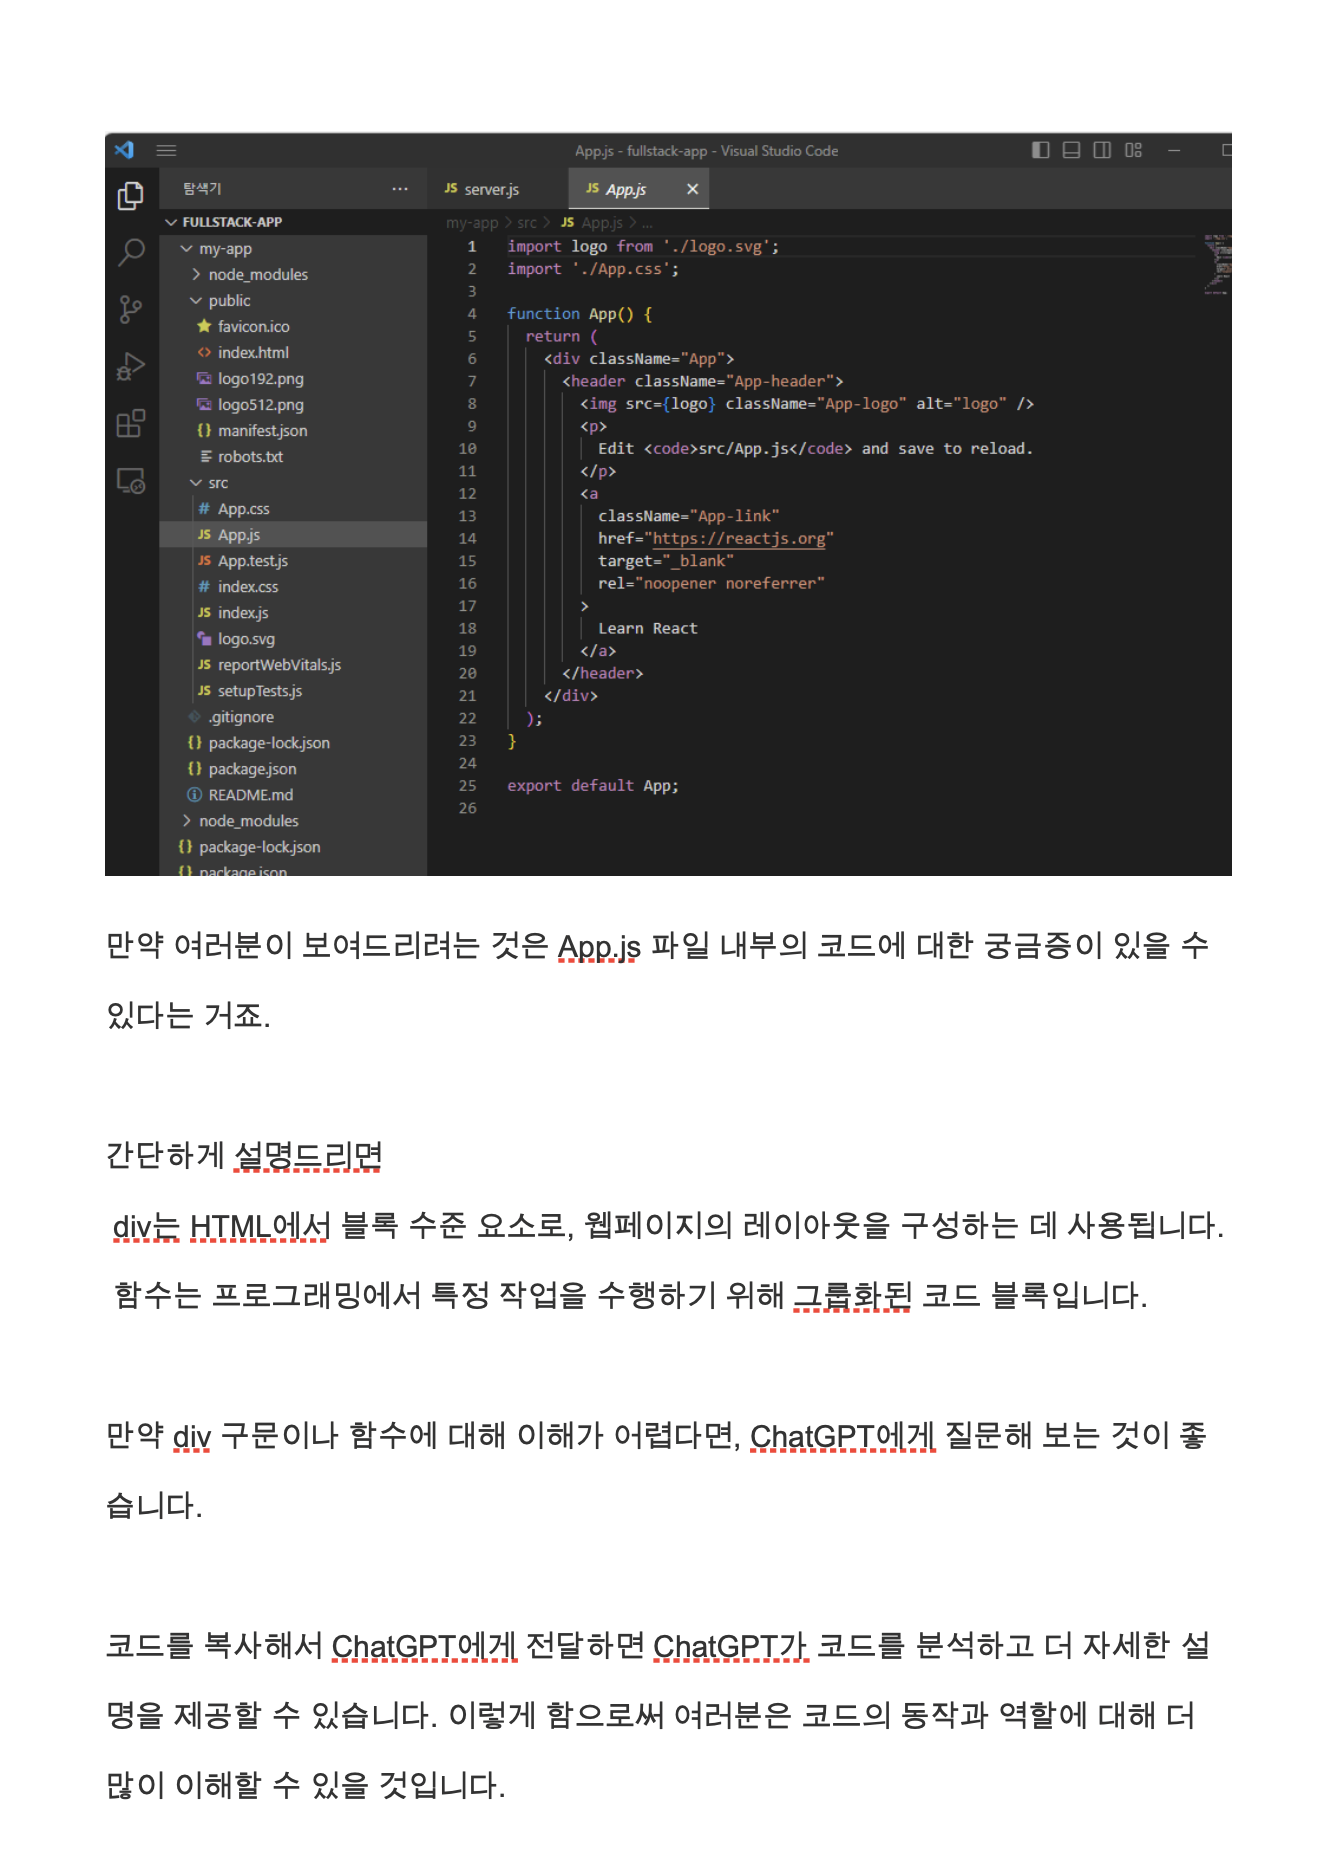 App.js - fullstack-app - Visual Studio Code
탐색기 ...
FULLSTACK-APP
my-app
node_modules
public
favicon.ico
index.html
logo192.png
logo512.png
manifest.json
robots.txt
src
App.css
App.js
App.test.js
index.css
index.js
logo.svg
reportWebVitals.js
setupTests.js
.gitignore
package-lock.json
package.json
README.md
node_modules
package-lock.json
package.json
JS server.js JS App.js
my-app > src > JS App.js > ...
1 import logo from './logo.svg';
2 import './App.css';
3
4 function App() {
5 return (
6 <div className="App">
7 <header className="App-header">
8 <img src={logo} className="App-logo" alt="logo" />
9 <p>
10 Edit <code>src/App.js</code> and save to reload.
11 </p>
12 <a
13 className="App-link"
14 href="https://reactjs.org"
15 target="_blank"
16 rel="noopener noreferrer"
17 >
18 Learn React
19 </a>
20 </header>
21 </div>
22 );
23 }
24
25 export default App;
26
만약 여러분이 보여드리려는 것은 App.js 파일 내부의 코드에 대한 궁금증이 있을 수
있다는 거죠.
간단하게 설명드리면
div는 HTML에서 블록 수준 요소로, 웹페이지의 레이아웃을 구성하는 데 사용됩니다.
함수는 프로그래밍에서 특정 작업을 수행하기 위해 그룹화된 코드 블록입니다.
만약 div 구문이나 함수에 대해 이해가 어렵다면, ChatGPT에게 질문해 보는 것이 좋
습니다.
코드를 복사해서 ChatGPT에게 전달하면 ChatGPT가 코드를 분석하고 더 자세한 설
명을 제공할 수 있습니다. 이렇게 함으로써 여러분은 코드의 동작과 역할에 대해 더
많이 이해할 수 있을 것입니다.